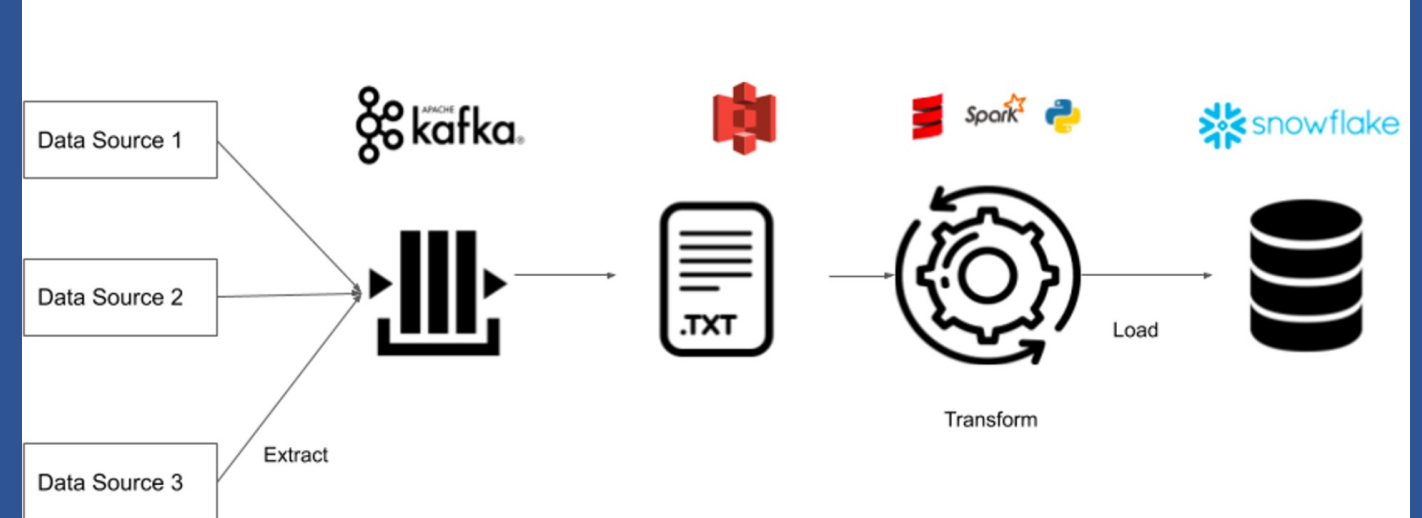 Data Source 1
Data Source 2
Data Source 3
Extract
APACHE
kafka®
.TXT
Spark
Transform
Load
snowflake